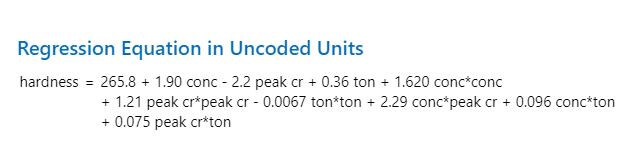 Regression Equation in Uncoded Units
hardness = 265.8 + 1.90 conc - 2.2 peak cr + 0.36 ton + 1.620 conc*conc
+ 1.21 peak cr*peak cr - 0.0067 ton*ton + 2.29 conc*peak cr + 0.096 conc*ton
+ 0.075 peak cr*ton